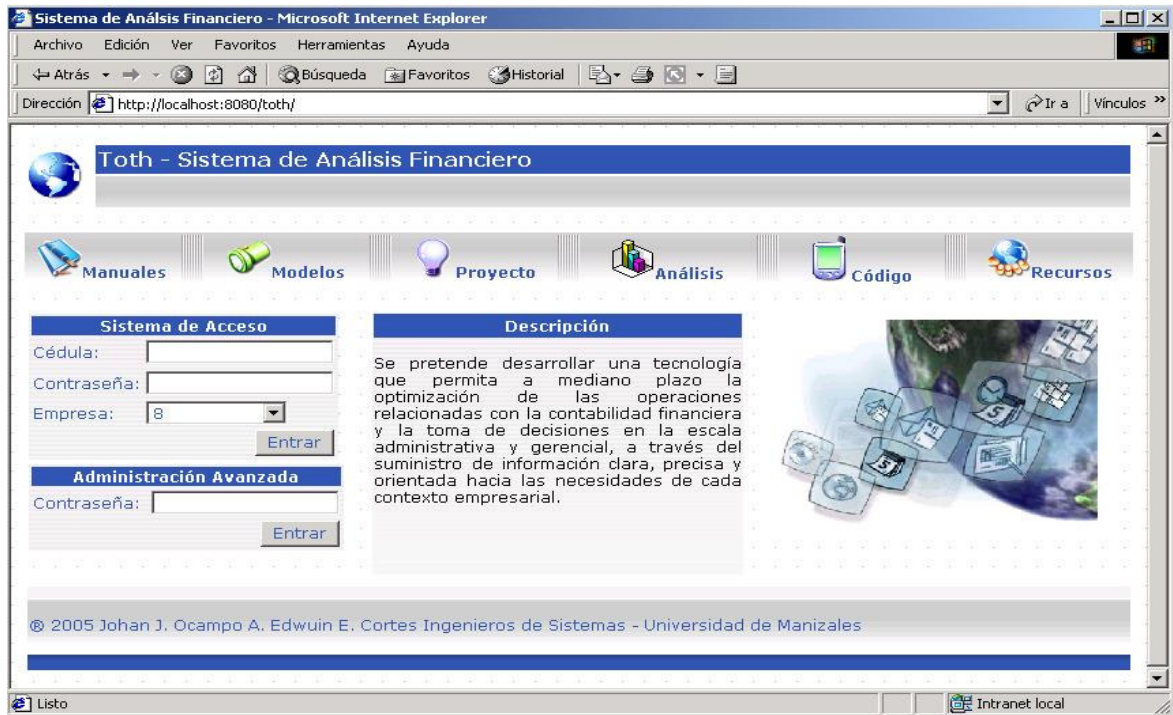 Sistema de Análsis Financiero - Microsoft Internet Explorer
Archivo Edición Ver Favoritos Herramientas Ayuda
Atrás Búsqueda Favoritos Historial
Dirección http://localhost:8080/toth/ Ir a Vínculos »
Toth - Sistema de Análisis Financiero
Manuales Modelos Proyecto Análisis Código Recursos
Sistema de Acceso
Cédula:
Contraseña:
Empresa: 8
Entrar
Administración Avanzada
Contraseña:
Entrar
Descripción
Se pretende desarrollar una tecnología
que permita a mediano plazo la
optimización de las operaciones
relacionadas con la contabilidad financiera
y la toma de decisiones en la escala
administrativa y gerencial, a través del
suministro de información clara, precisa y
orientada hacia las necesidades de cada
contexto empresarial.
® 2005 Johan J. Ocampo A. Edwuin E. Cortes Ingenieros de Sistemas - Universidad de Manizales
Listo Intranet local